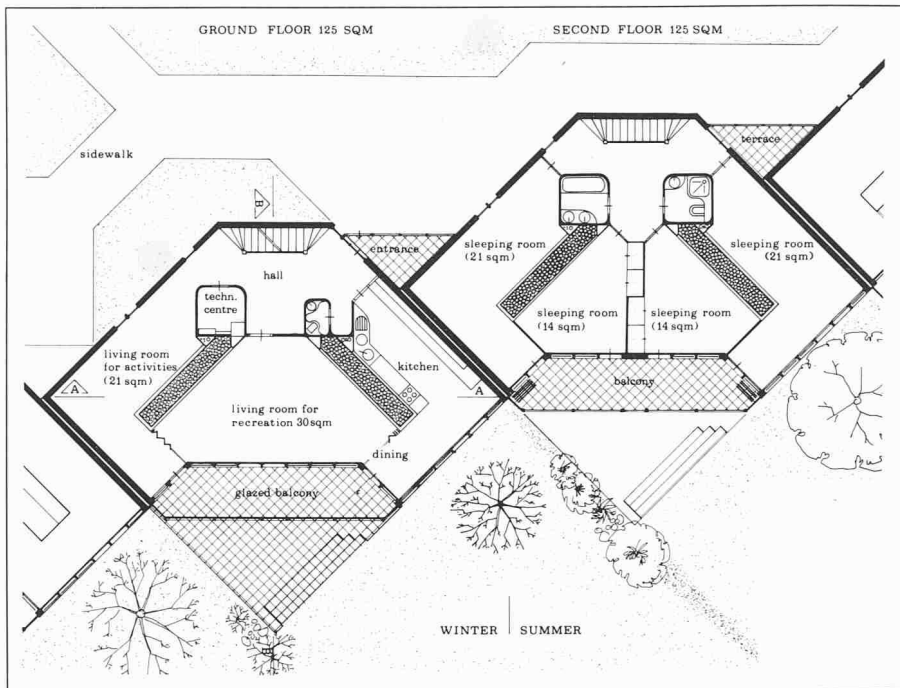 GROUND FLOOR 125 SQM
SECOND FLOOR 125 SQM
sidewalk
terrace
B
entrance
sleeping room
(21 sqm)
sleeping room
(21 sqm)
hall
techn.
centre
sleeping room
(14 sqm)
sleeping room
(14 sqm)
living room
for activities
(21 sqm)
kitchen
A
A
balcony
living room for
recreation 30sqm
dining
glazed balcony
WINTER | SUMMER
B